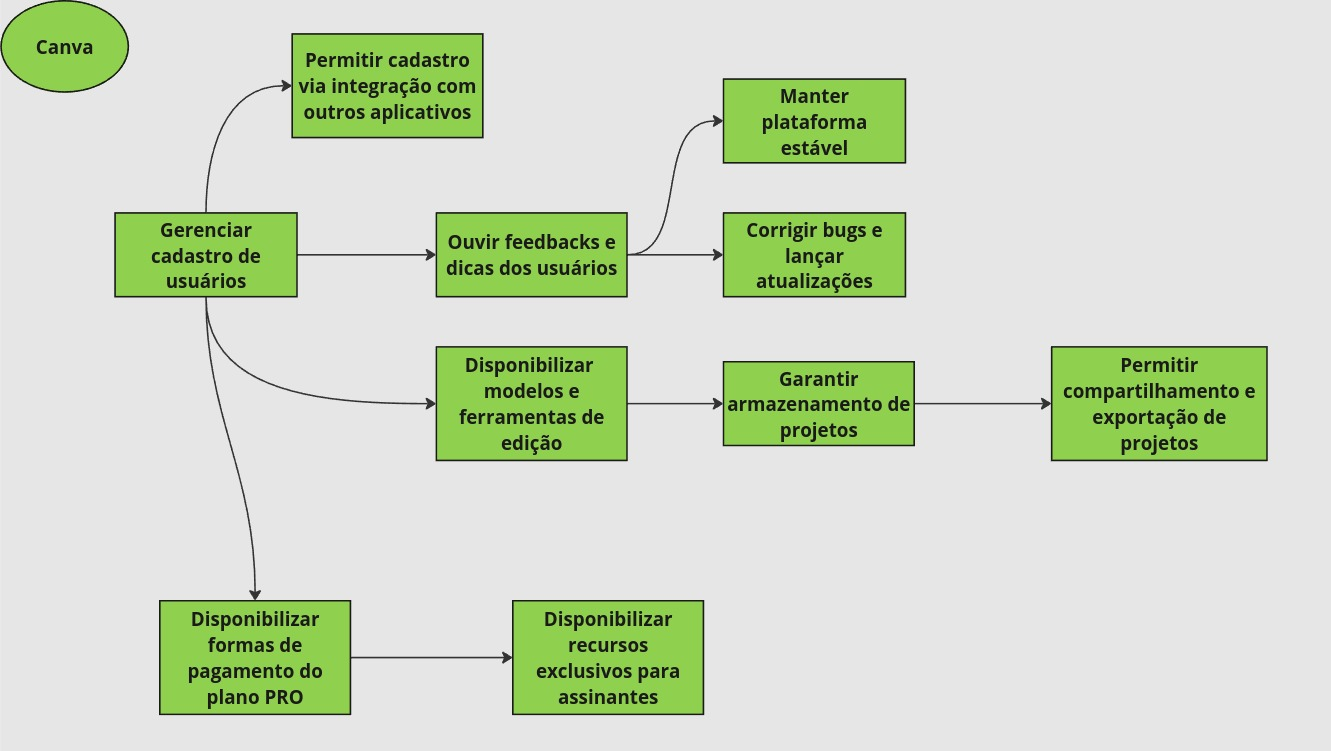 Canva
Permitir cadastro
via integração com
outros aplicativos
Manter
plataforma
estável
Gerenciar
cadastro de
usuários
Ouvir feedbacks e
dicas dos usuários
Corrigir bugs e
lançar
atualizações
Disponibilizar
modelos e
ferramentas de
edição
Garantir
armazenamento de
projetos
Permitir
compartilhamento e
exportação de
projetos
Disponibilizar
formas de
pagamento do
plano PRO
Disponibilizar
recursos
exclusivos para
assinantes